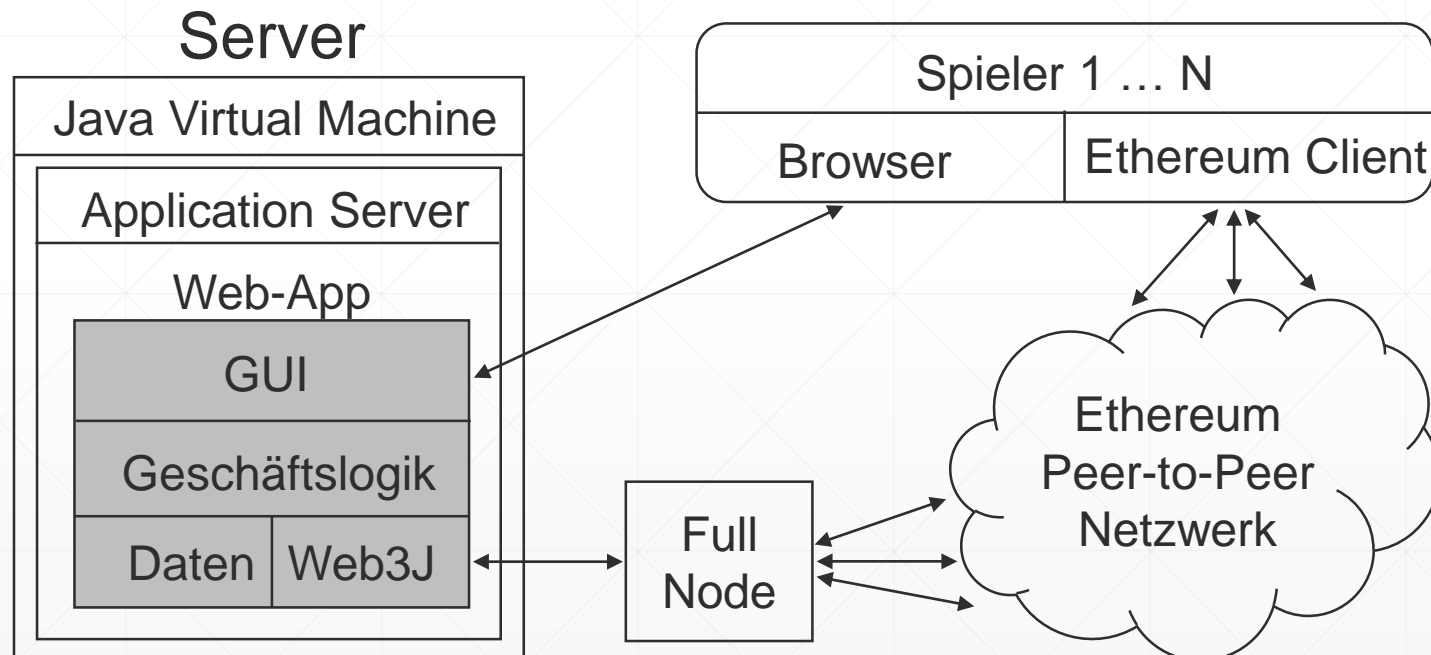 Server
Java Virtual Machine
Application Server
Web-App
GUI
Geschäftslogik
Daten
Web3J
Spieler 1 … N
Browser
Ethereum Client
Full
Node
Ethereum
Peer-to-Peer
Netzwerk